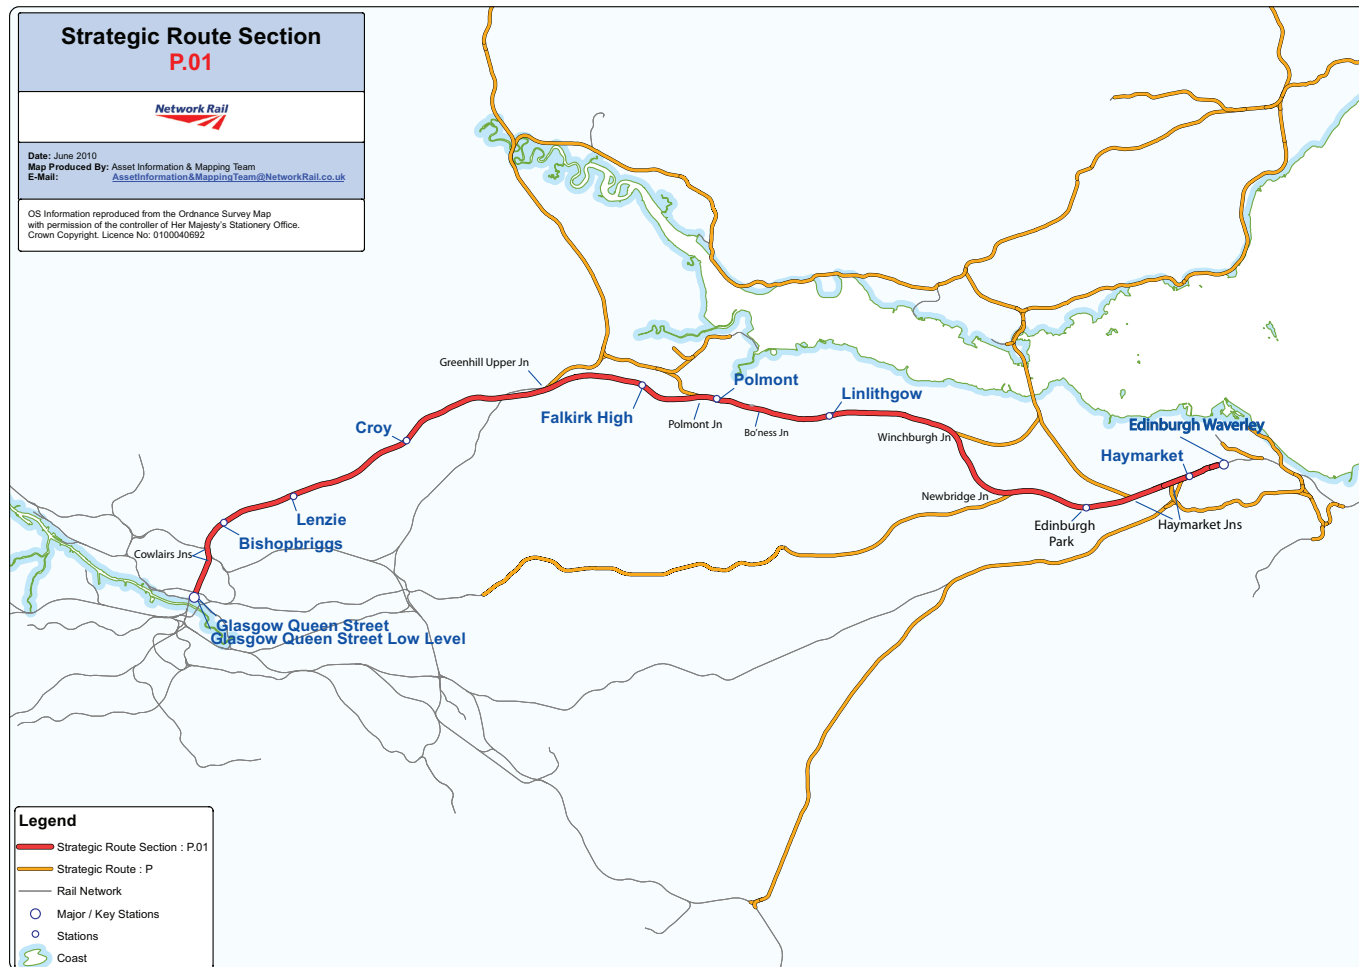 Strategic Route Section
P.01
Network Rail
Date: June 2010
Map Produced By: Asset Information & Mapping Team
E-Mail: AssetInformation&MappingTeam@NetworkRail.co.uk
OS Information reproduced from the Ordnance Survey Map
with permission of the controller of Her Majesty's Stationery Office.
Crown Copyright. Licence No: 0100040692
Greenhill Upper Jn
Polmont
Linlithgow
Falkirk High
Polmont Jn
Bo'ness Jn
Croy
Winchburgh Jn
Edinburgh Waverley
Haymarket
Newbridge Jn
Edinburgh
Park
Haymarket Jns
Lenzie
Bishopbriggs
Cowlairs Jns
Glasgow Queen Street
Glasgow Queen Street Low Level
Legend
Strategic Route Section : P.01
Strategic Route : P
Rail Network
Major / Key Stations
Stations
Coast